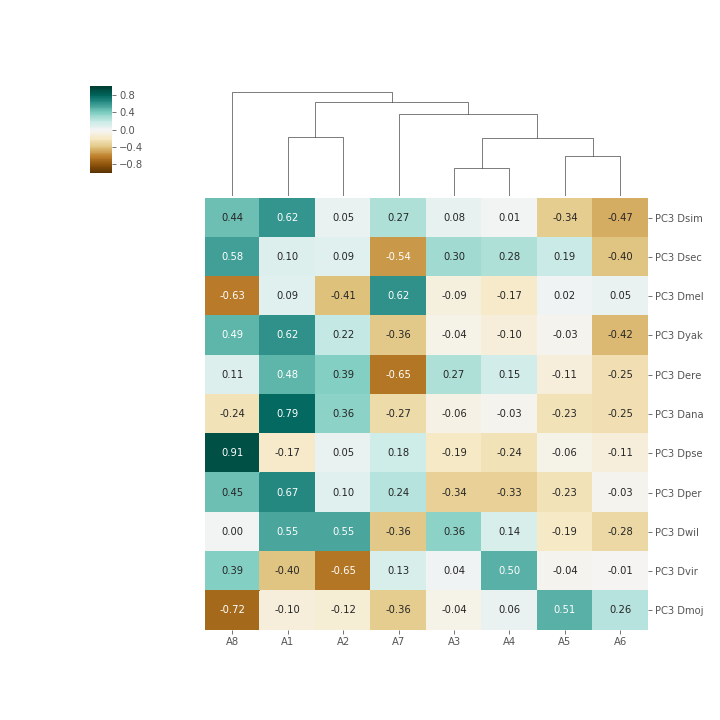 0.8
0.4
0.0
−0.4
−0.8
0.44 0.62 0.05 0.27 0.08 0.01 -0.34 -0.47 PC3 Dsim
0.58 0.10 0.09 -0.54 0.30 0.28 0.19 -0.40 PC3 Dsec
-0.63 0.09 -0.41 0.62 -0.09 -0.17 0.02 0.05 PC3 Dmel
0.49 0.62 0.22 -0.36 -0.04 -0.10 -0.03 -0.42 PC3 Dyak
0.11 0.48 0.39 -0.65 0.27 0.15 -0.11 -0.25 PC3 Dere
-0.24 0.79 0.36 -0.27 -0.06 -0.03 -0.23 -0.25 PC3 Dana
0.91 -0.17 0.05 0.18 -0.19 -0.24 -0.06 -0.11 PC3 Dpse
0.45 0.67 0.10 0.24 -0.34 -0.33 -0.23 -0.03 PC3 Dper
0.00 0.55 0.55 -0.36 0.36 0.14 -0.19 -0.28 PC3 Dwil
0.39 -0.40 -0.65 0.13 0.04 0.50 -0.04 -0.01 PC3 Dvir
-0.72 -0.10 -0.12 -0.36 -0.04 0.06 0.51 0.26 PC3 Dmoj
A8 A1 A2 A7 A3 A4 A5 A6